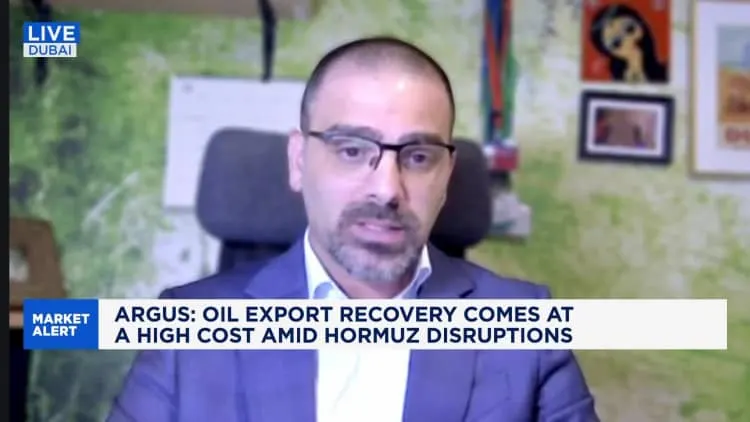 LIVE
DUBAI
MARKET
ALERT
ARGUS: OIL EXPORT RECOVERY COMES AT
A HIGH COST AMID HORMUZ DISRUPTIONS